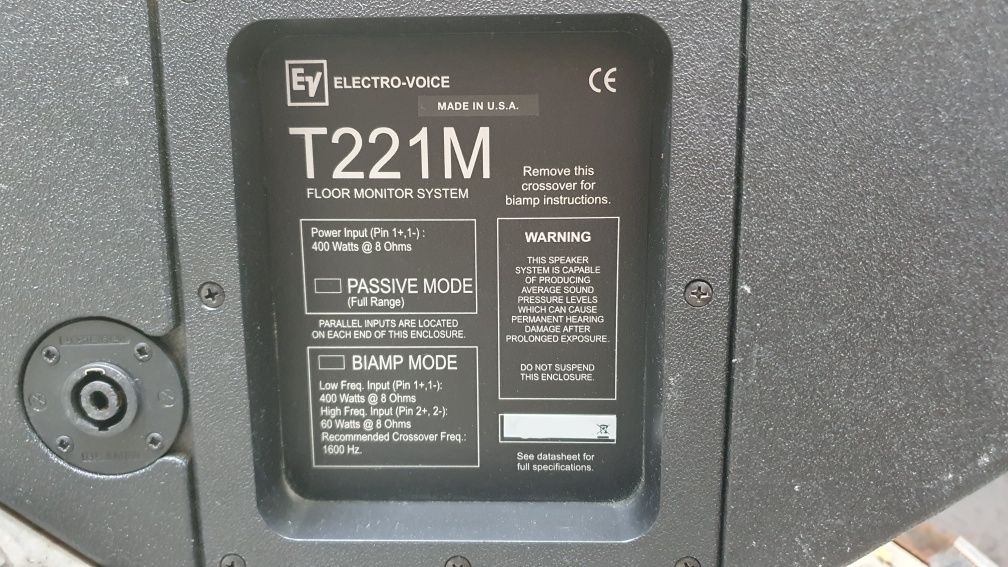 EV ELECTRO-VOICE
CE
MADE IN U.S.A.
T221M
FLOOR MONITOR SYSTEM
Remove this
crossover for
biamp instructions.
Power Input (Pin 1+,1-) :
400 Watts @ 8 Ohms
PASSIVE MODE
(Full Range)
PARALLEL INPUTS ARE LOCATED
ON EACH END OF THIS ENCLOSURE.
BIAMP MODE
Low Freq. Input (Pin 1+,1-):
400 Watts @ 8 Ohms
High Freq. Input (Pin 2+, 2-):
60 Watts @ 8 Ohms
Recommended Crossover Freq.:
1600 Hz.
WARNING
THIS SPEAKER
SYSTEM IS CAPABLE
OF PRODUCING
AVERAGE SOUND
PRESSURE LEVELS
WHICH CAN CAUSE
PERMANENT HEARING
DAMAGE AFTER
PROLONGED EXPOSURE.
DO NOT SUSPEND
THIS ENCLOSURE.
See datasheet for
full specifications.